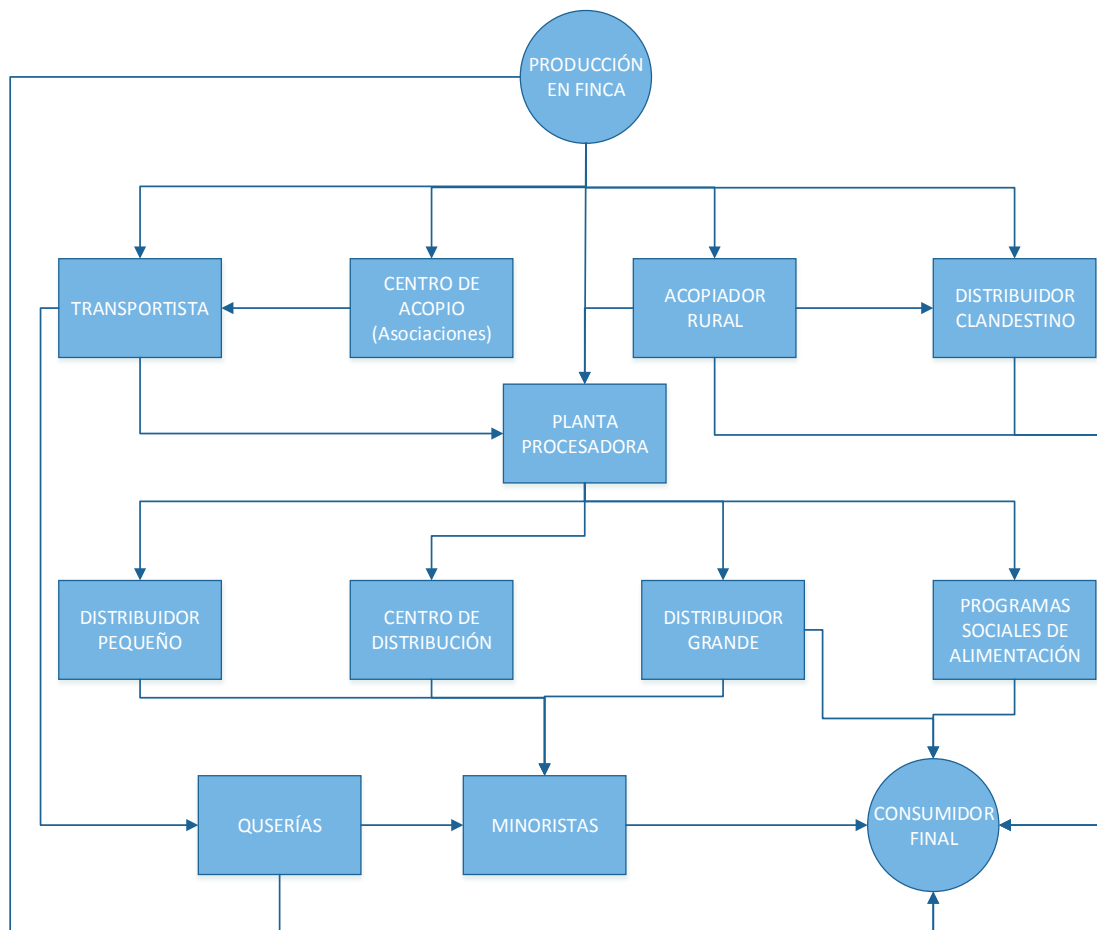 PRODUCCIÓN
EN FINCA
TRANSPORTISTA
CENTRO DE
ACOPIO
(Asociaciones)
ACOPIADOR
RURAL
DISTRIBUIDOR
CLANDESTINO
PLANTA
PROCESADORA
DISTRIBUIDOR
PEQUEÑO
CENTRO DE
DISTRIBUCIÓN
DISTRIBUIDOR
GRANDE
PROGRAMAS
SOCIALES DE
ALIMENTACIÓN
QUSERÍAS
MINORISTAS
CONSUMIDOR
FINAL